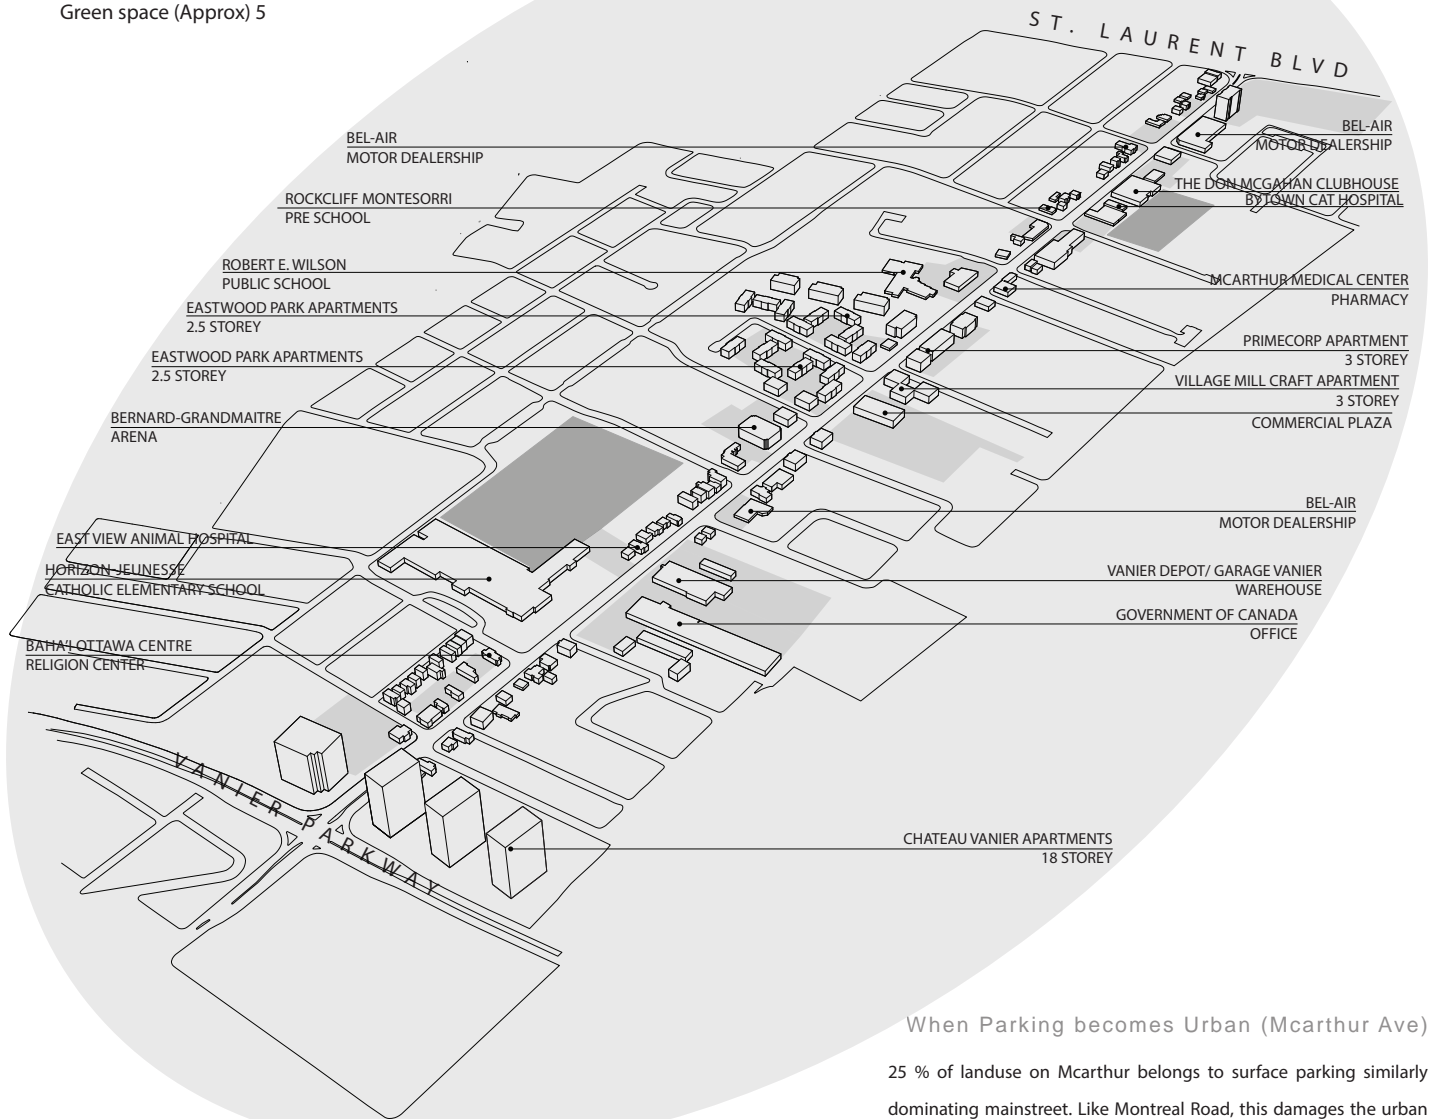 Green space (Approx) 5
ST. LAURENT BLVD
BEL-AIR
MOTOR DEALERSHIP
ROCKCLIFF MONTESORRI
PRE SCHOOL
ROBERT E. WILSON
PUBLIC SCHOOL
EASTWOOD PARK APARTMENTS
2.5 STOREY
EASTWOOD PARK APARTMENTS
2.5 STOREY
BERNARD-GRANDMAITRE
ARENA
EAST VIEW ANIMAL HOSPITAL
HORIZON-JEUNESSE
CATHOLIC ELEMENTARY SCHOOL
BAHA'I OTTAWA CENTRE
RELIGION CENTER
BEL-AIR
MOTOR DEALERSHIP
THE DON MCGAHAN CLUBHOUSE
BYTOWN CAT HOSPITAL
MCARTHUR MEDICAL CENTER
PHARMACY
PRIMECORP APARTMENT
3 STOREY
VILLAGE MILL CRAFT APARTMENT
3 STOREY
COMMERCIAL PLAZA
BEL-AIR
MOTOR DEALERSHIP
VANIER DEPOT/ GARAGE VANIER
WAREHOUSE
GOVERNMENT OF CANADA
OFFICE
VANIER PARKWAY
CHATEAU VANIER APARTMENTS
18 STOREY
When Parking becomes Urban (Mcarthur Ave)
25 % of landuse on Mcarthur belongs to surface parking similarly
dominating mainstreet. Like Montreal Road, this damages the urban